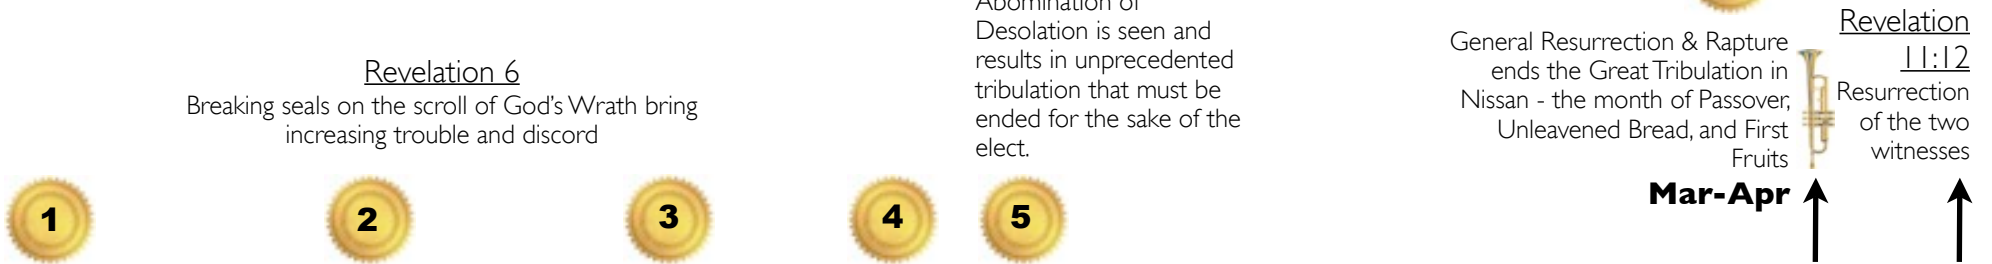 Abomination of
Desolation is seen and
results in unprecedented
tribulation that must be
ended for the sake of the
elect.
Revelation 6
Breaking seals on the scroll of God's Wrath bring
increasing trouble and discord
General Resurrection & Rapture
ends the Great Tribulation in
Nissan - the month of Passover,
Unleavened Bread, and First
Fruits
Mar-Apr
Revelation
11:12
Resurrection
of the two
witnesses
1
2
3
4
5